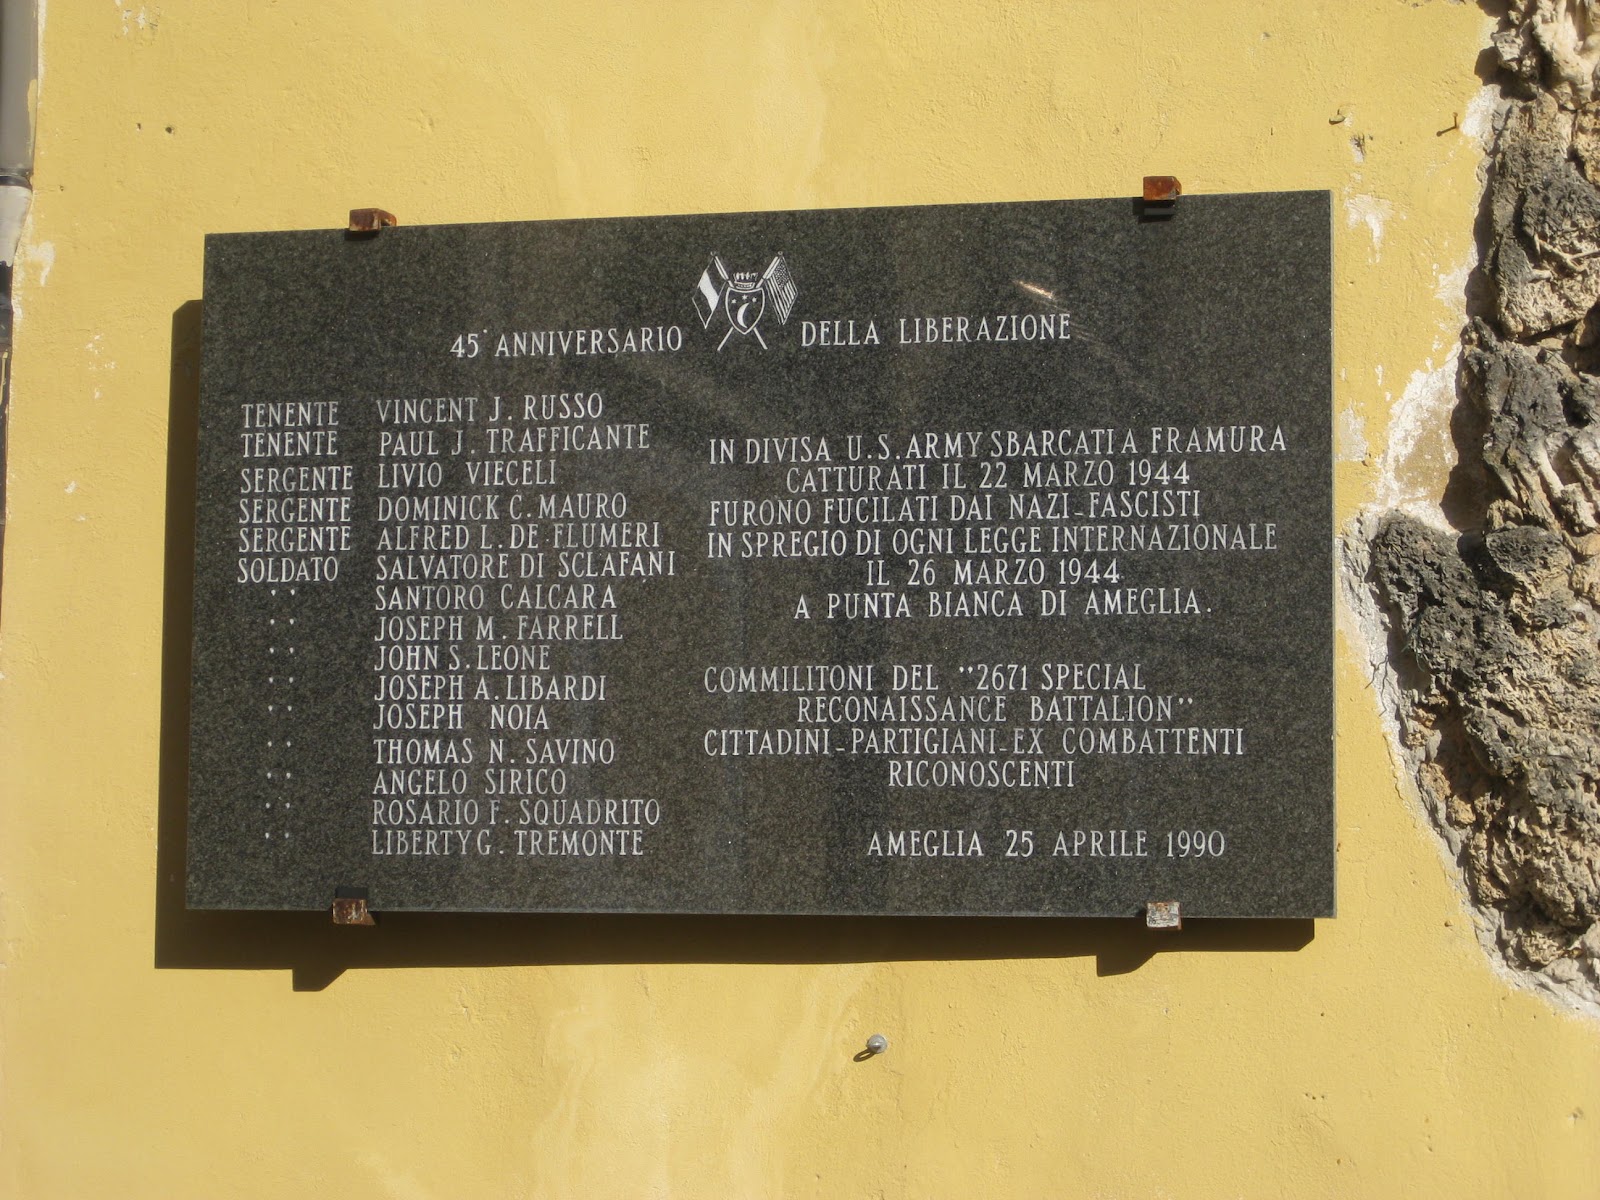 45° ANNIVERSARIO DELLA LIBERAZIONE
TENENTE VINCENT J. RUSSO
TENENTE PAUL J. TRAFFICANTE
SERGENTE LIVIO VIECELI
SERGENTE DOMINICK C. MAURO
SERGENTE ALFRED L. DE FLUMERI
SOLDATO SALVATORE DI SCLAFANI
'' SANTORO CALCARA
'' JOSEPH M. FARRELL
'' JOHN S. LEONE
'' JOSEPH A. LIBARDI
'' JOSEPH NOIA
'' THOMAS N. SAVINO
'' ANGELO SIRICO
'' ROSARIO F. SQUADRITO
'' LIBERTY G. TREMONTE
IN DIVISA U.S. ARMY SBARCATI A FRAMURA
CATTURATI IL 22 MARZO 1944
FURONO FUCILATI DAI NAZI-FASCISTI
IN SPREGIO DI OGNI LEGGE INTERNAZIONALE
IL 26 MARZO 1944
A PUNTA BIANCA DI AMEGLIA.
COMMILITONI DEL "2671 SPECIAL
RECONAISSANCE BATTALION"
CITTADINI-PARTIGIANI-EX COMBATTENTI
RICONOSCENTI
AMEGLIA 25 APRILE 1990